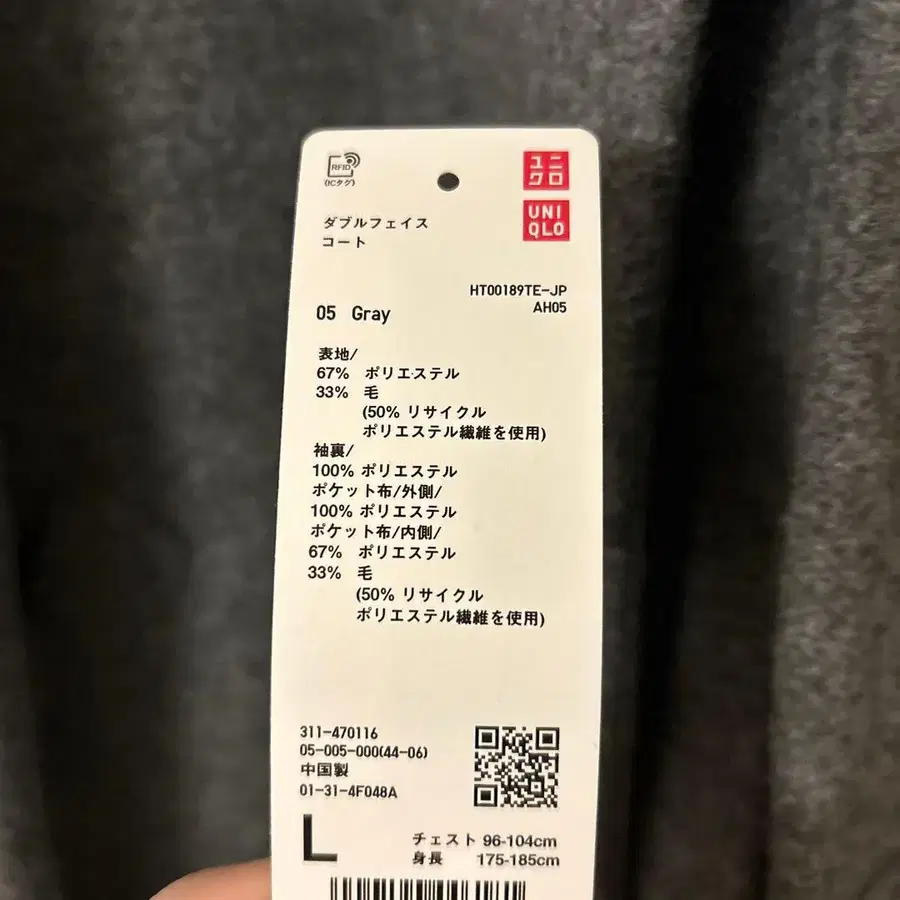 RFID
(ICタグ)
ユニ
クロ
UNI
QLO
ダブルフェイス
コート
HT00189TE-JP
AH05
05 Gray
表地/
67% ポリエステル
33% 毛
(50% リサイクル
ポリエステル繊維を使用)
袖裏/
100% ポリエステル
ポケット布/外側/
100% ポリエステル
ポケット布/内側/
67% ポリエステル
33% 毛
(50% リサイクル
ポリエステル繊維を使用)
311-470116
05-005-000(44-06)
中国製
01-31-4F048A
L
チェスト 96-104cm
身長 175-185cm